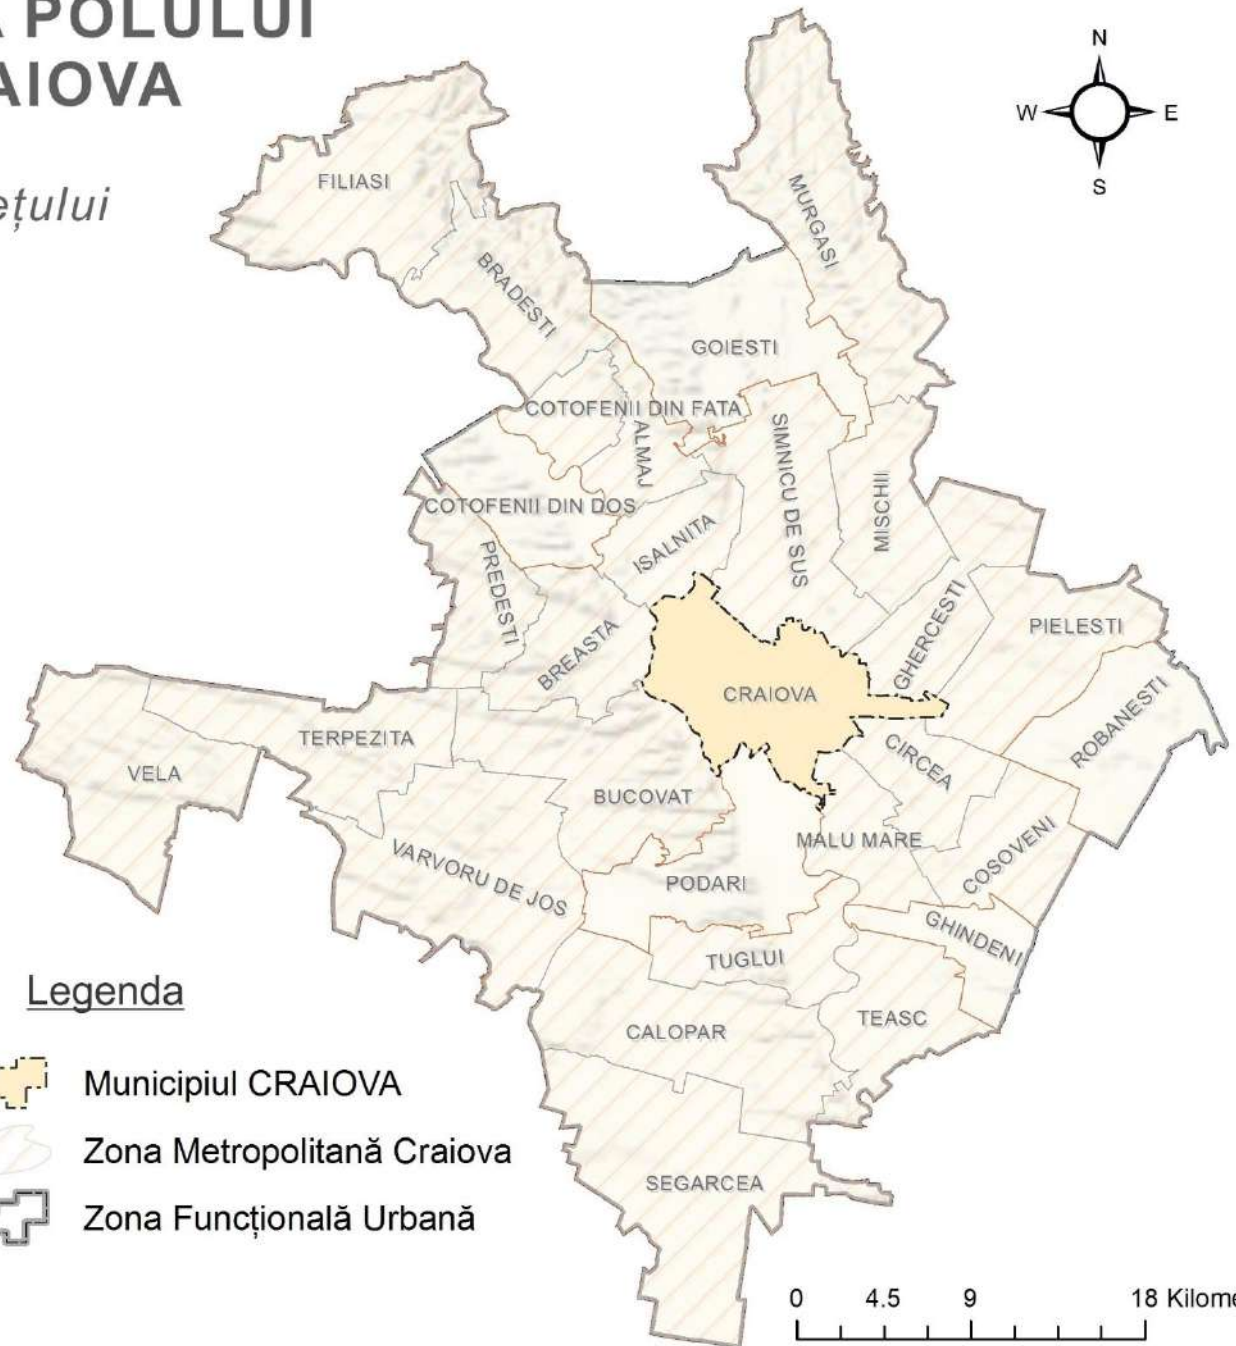 A POLULUI
AIOVA
ețului
N
W E
S
FILIASI
MURGASI
BRADESTI
GOIESTI
COTOFENII DIN FATA
ALMAJ
SIMNICU DE SUS
MISCHII
COTOFENII DIN DOS
ISALNITA
PREDESTI
GHERCESTI
PIELESTI
BREASTA
CRAIOVA
ROBANESTI
TERPEZITA
CIRCEA
VELA
BUCOVAT
MALU MARE
COSOVENI
VARVORU DE JOS
PODARI
GHINDENI
TUGLUI
TEASC
CALOPAR
SEGARCEA
Legenda
Municipiul CRAIOVA
Zona Metropolitană Craiova
Zona Funcțională Urbană
0 4.5 9 18 Kilome